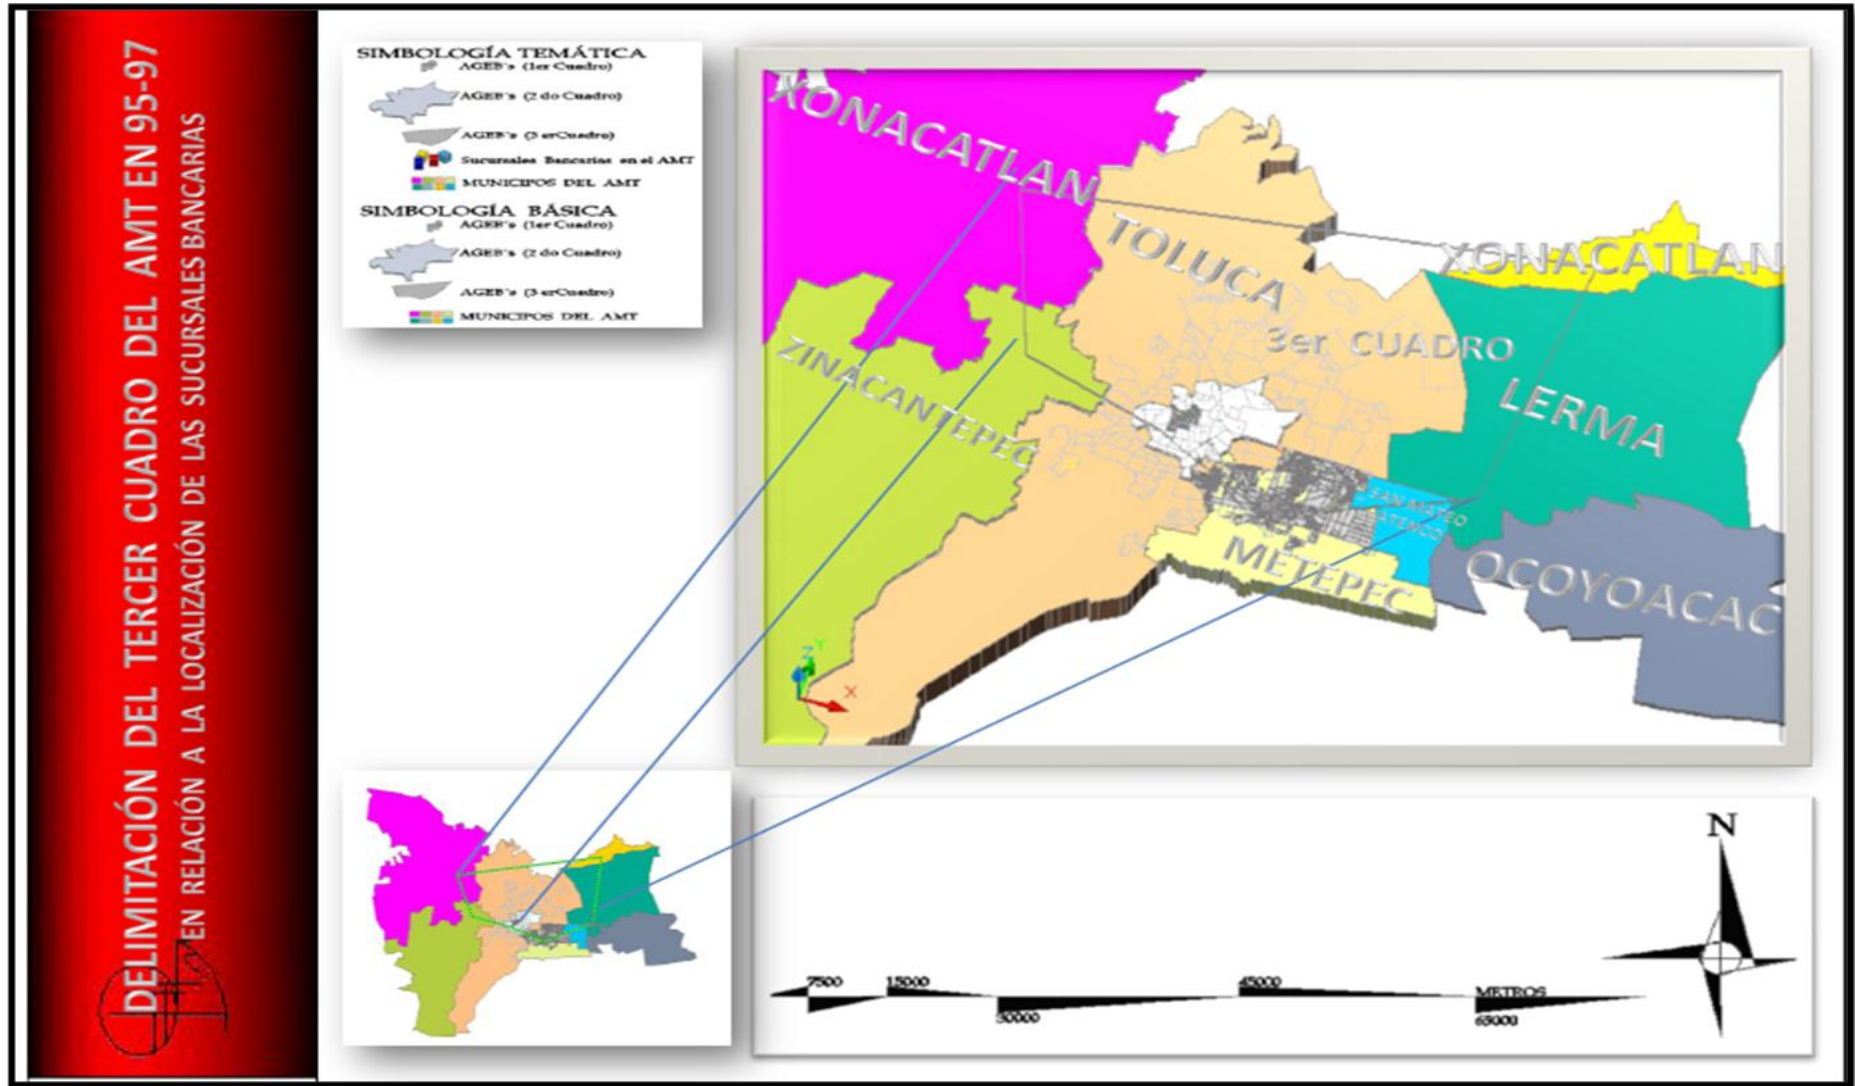 DELIMITACIÓN DEL TERCER CUADRO DEL AMT EN 95-97
EN RELACIÓN A LA LOCALIZACIÓN DE LAS SUCURSALES BANCARIAS
SIMBOLOGÍA TEMÁTICA
AGEB's (1er Cuadro)
AGEB's (2 do Cuadro)
AGEB's (3 erCuadro)
Sucursales Bancarias en el AMT
MUNICIPOS DEL AMT
SIMBOLOGÍA BÁSICA
AGEB's (1er Cuadro)
AGEB's (2 do Cuadro)
AGEB's (3 erCuadro)
MUNICIPOS DEL AMT
XONACATLAN
TOLUCA
XONACATLAN
3er CUADRO
ZINACANTEPEC
LERMA
SAN MATEO
ATENCO
METEPEC
OCOYOACAC
Z Y
X
N
7500 15000 45000 METROS
30000 65000